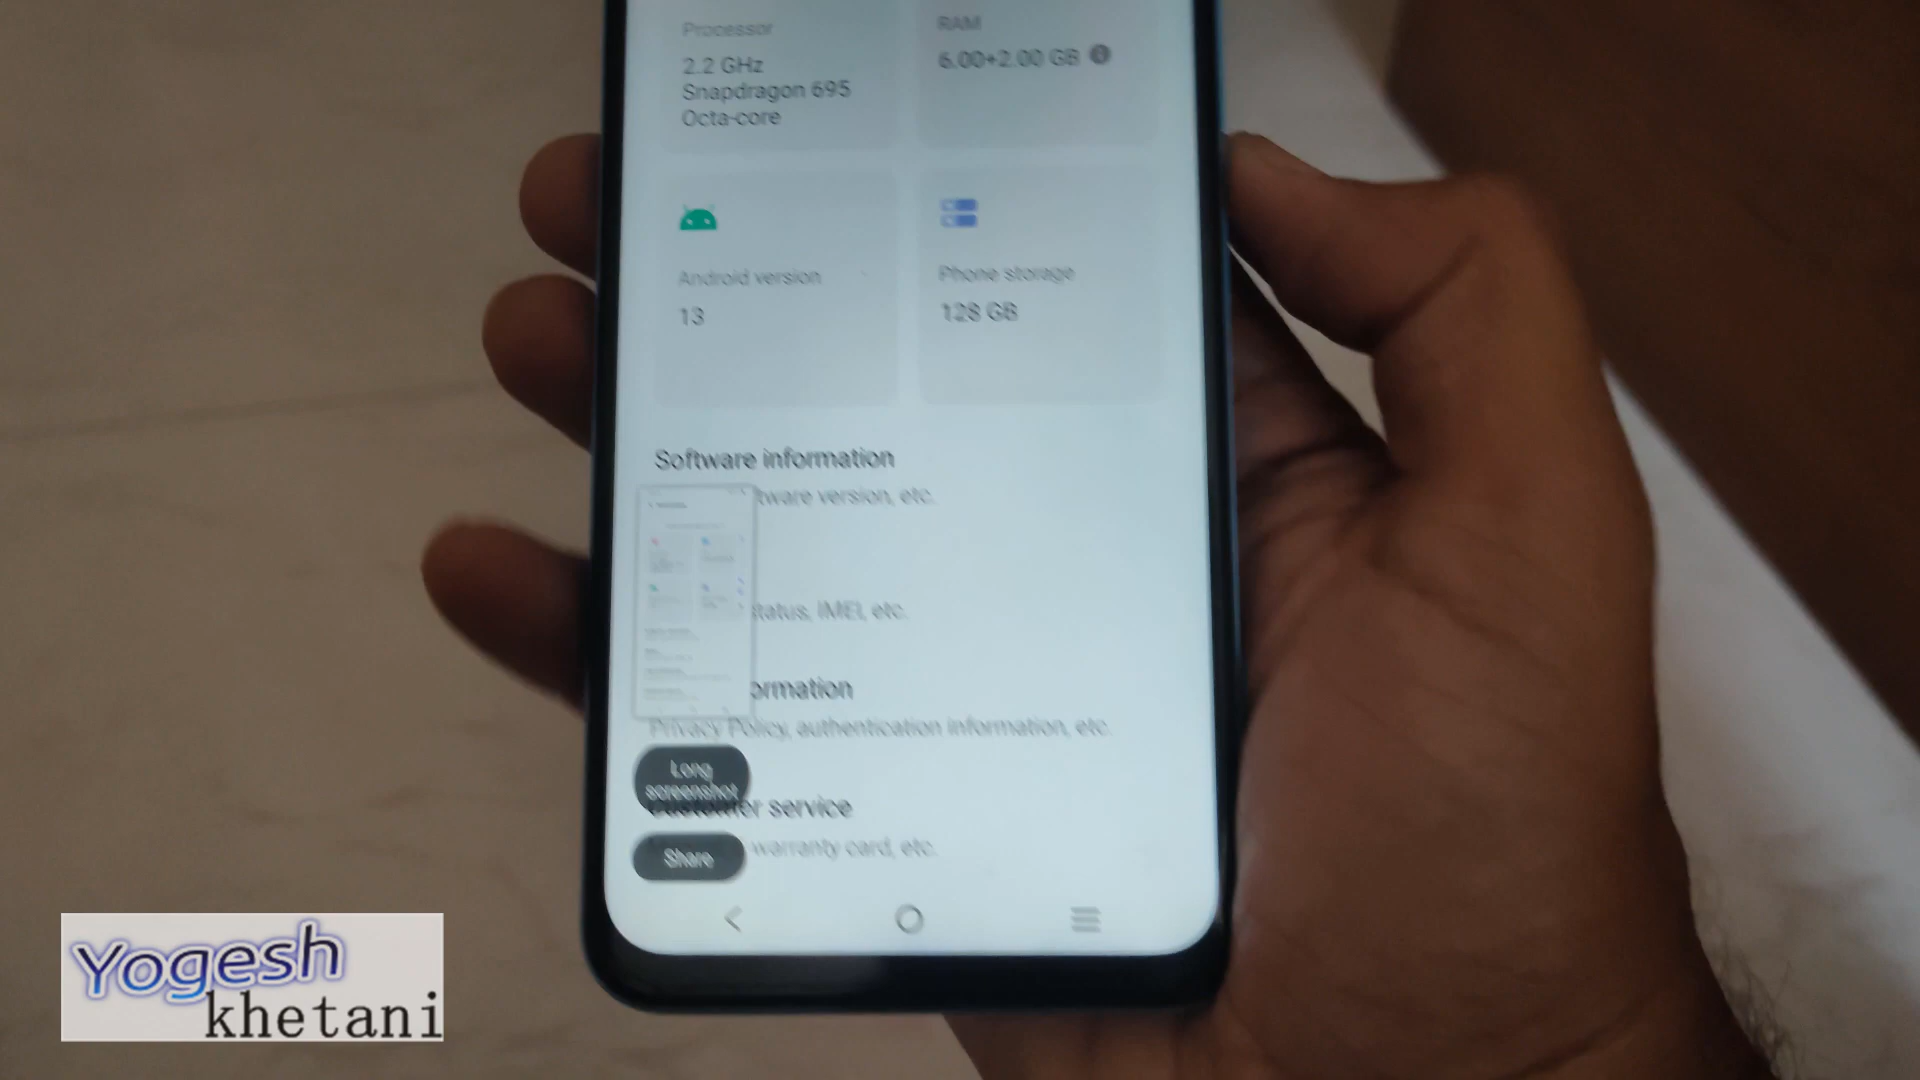 Processor
2.2 GHz
Snapdragon 695
Octa-core
RAM
6.00+2.00 GB
Android version
13
Phone storage
128 GB
Software information
tware version, etc.
status, IMEI, etc.
ormation
Privacy Policy, authentication information, etc.
Long
screenshot
Customer service
warranty card, etc.
Share
Yogesh
khetani